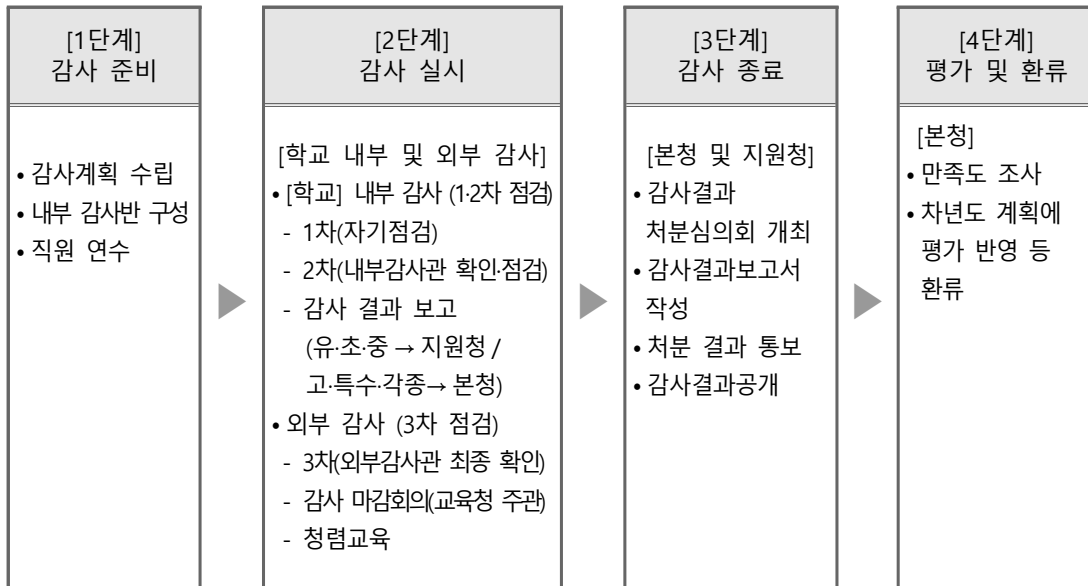 [1단계]
감사 준비
• 감사계획 수립
• 내부 감사반 구성
• 직원 연수
[2단계]
감사 실시
[학교 내부 및 외부 감사]
• [학교] 내부 감사 (1·2차 점검)
- 1차(자기점검)
- 2차(내부감사관 확인·점검)
- 감사 결과 보고
(유·초·중 → 지원청 /
고·특수·각종→ 본청)
• 외부 감사 (3차 점검)
- 3차(외부감사관 최종 확인)
- 감사 마감회의(교육청 주관)
- 청렴교육
[3단계]
감사 종료
[본청 및 지원청]
• 감사결과
처분심의회 개최
• 감사결과보고서
작성
• 처분 결과 통보
• 감사결과공개
[4단계]
평가 및 환류
[본청]
• 만족도 조사
• 차년도 계획에
평가 반영 등
환류